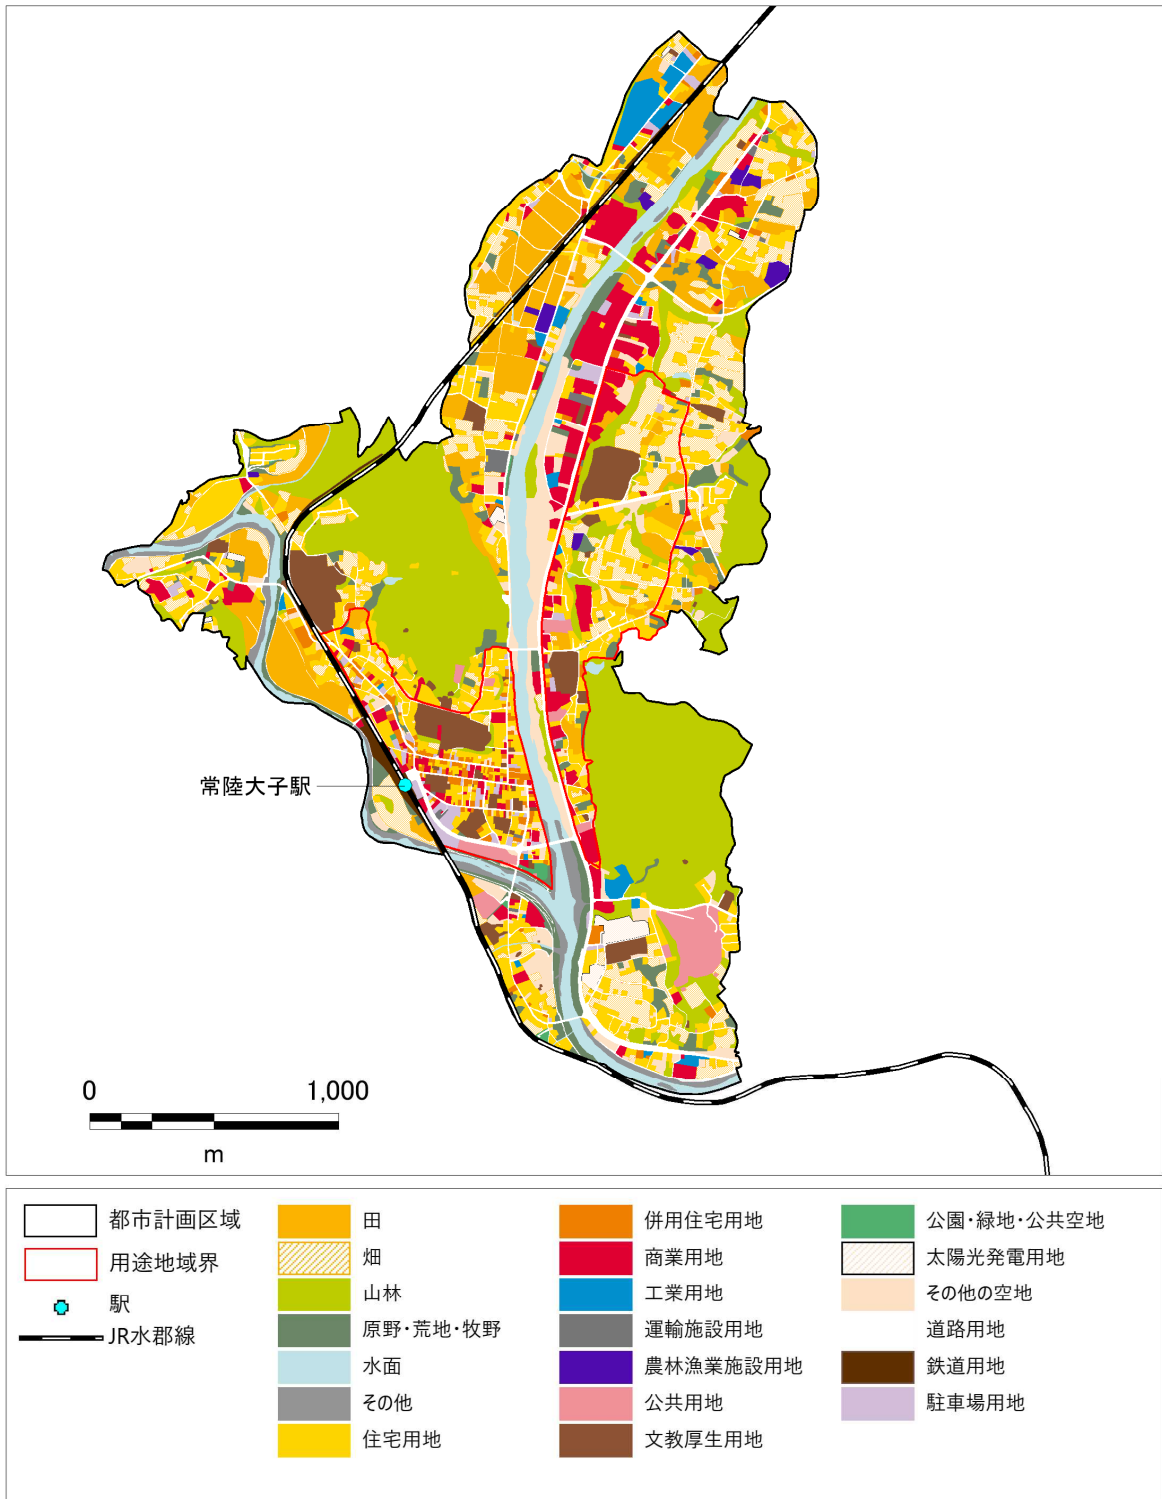 常陸大子駅
0 1,000
m
都市計画区域
用途地域界
駅
JR水郡線
田
畑
山林
原野・荒地・牧野
水面
その他
住宅用地
併用住宅用地
商業用地
工業用地
運輸施設用地
農林漁業施設用地
公共用地
文教厚生用地
公園・緑地・公共空地
太陽光発電用地
その他の空地
道路用地
鉄道用地
駐車場用地